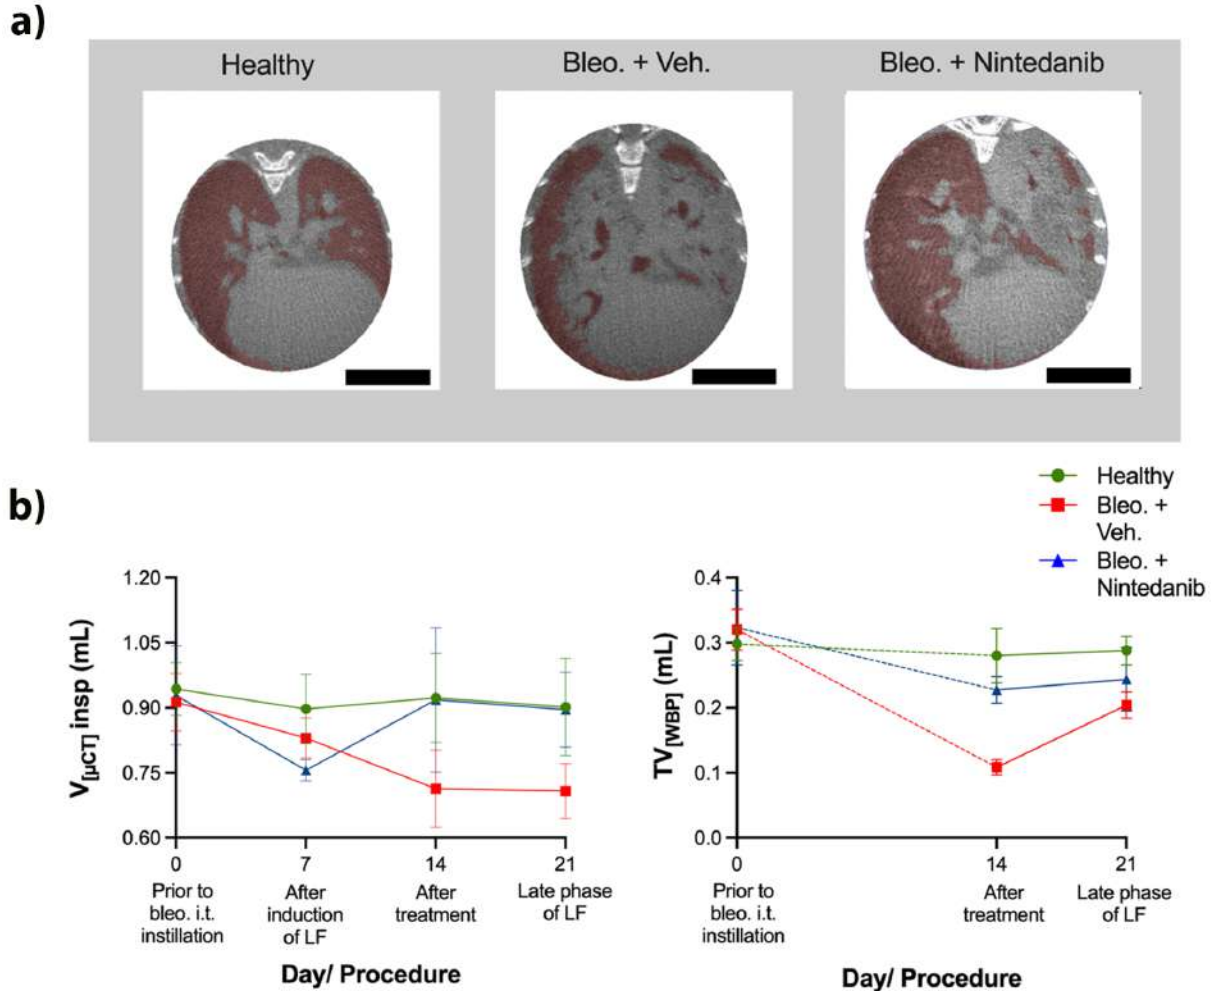 a)
Healthy
Bleo. + Veh.
Bleo. + Nintedanib
b)
Healthy
Bleo. +
Veh.
Bleo. +
Nintedanib
V[µCT] insp (mL)
1.20
1.05
0.90
0.75
0.60
0
7
14
21
Prior to
bleo. i.t.
instillation
After
induction
of LF
After
treatment
Late phase
of LF
Day/ Procedure
TV[WBP] (mL)
0.4
0.3
0.2
0.1
0.0
0
14
21
Prior to
bleo. i.t.
instillation
After
treatment
Late phase
of LF
Day/ Procedure